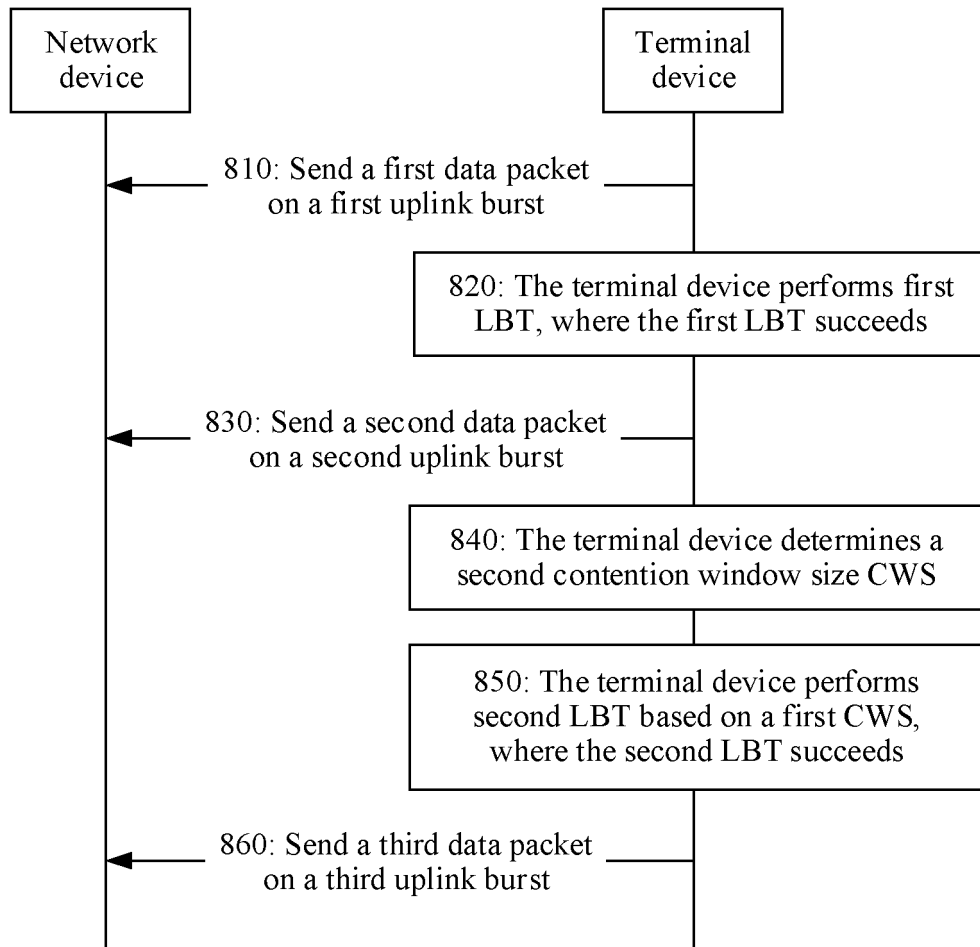 Network
device
Terminal
device
810: Send a first data packet
on a first uplink burst
820: The terminal device performs first
LBT, where the first LBT succeeds
830: Send a second data packet
on a second uplink burst
840: The terminal device determines a
second contention window size CWS
850: The terminal device performs
second LBT based on a first CWS,
where the second LBT succeeds
860: Send a third data packet
on a third uplink burst